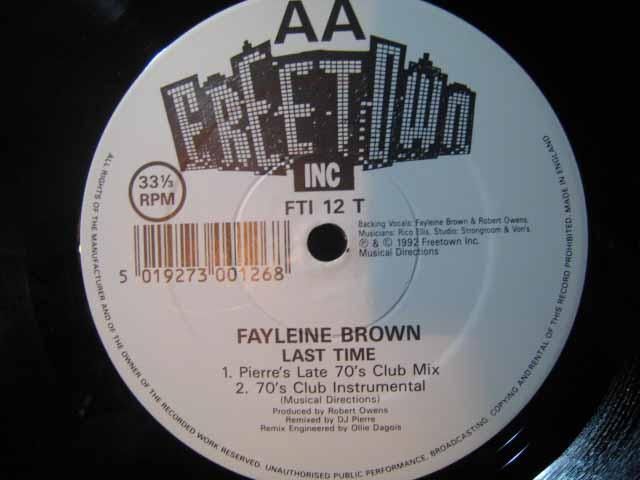 AA
FREETOWN
INC
33⅓
RPM
FTI 12 T
Backing Vocals: Fayleine Brown & Robert Owens.
Musicians: Rico Ellis. Studio: Strongroom & Von's.
℗ & © 1992 Freetown Inc.
Musical Directions
5 019273 001268
FAYLEINE BROWN
LAST TIME
1. Pierre's Late 70's Club Mix
2. 70's Club Instrumental
(Musical Directions)
Produced by Robert Owens
Remixed by DJ Pierre
Remix Engineered by Ollie Dagois
ALL RIGHTS OF THE MANUFACTURER AND OF THE OWNER OF THE RECORDED WORK RESERVED. UNAUTHORISED PUBLIC PERFORMANCE, BROADCASTING, COPYING AND RENTAL OF THIS RECORD PROHIBITED. MADE IN ENGLAND